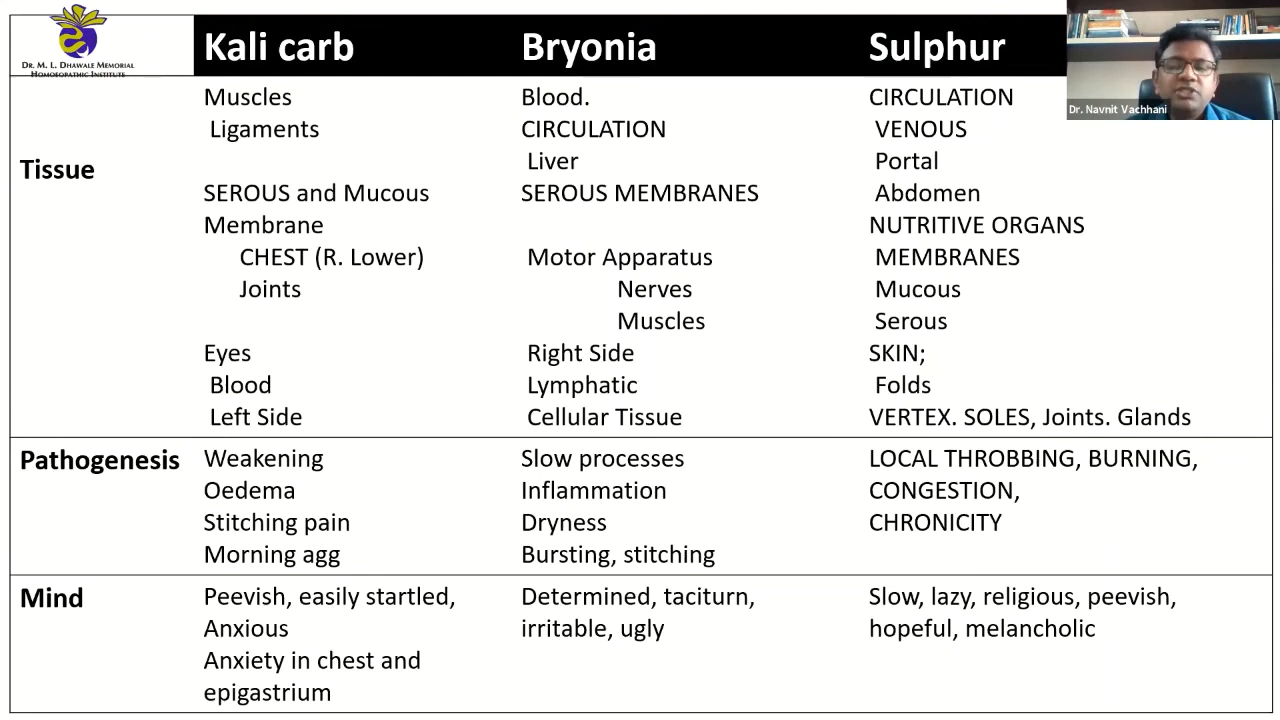 DR. M. L. DHAWALE MEMORIAL
HOMOEOPATHIC INSTITUTE
Kali carb
Bryonia
Sulphur
Dr. Navnit Vachhani
Tissue
Muscles
Ligaments
SEROUS and Mucous
Membrane
CHEST (R. Lower)
Joints
Eyes
Blood
Left Side
Blood.
CIRCULATION
Liver
SEROUS MEMBRANES
Motor Apparatus
Nerves
Muscles
Right Side
Lymphatic
Cellular Tissue
CIRCULATION
VENOUS
Portal
Abdomen
NUTRITIVE ORGANS
MEMBRANES
Mucous
Serous
SKIN;
Folds
VERTEX. SOLES, Joints. Glands
Pathogenesis
Weakening
Oedema
Stitching pain
Morning agg
Slow processes
Inflammation
Dryness
Bursting, stitching
LOCAL THROBBING, BURNING,
CONGESTION,
CHRONICITY
Mind
Peevish, easily startled,
Anxious
Anxiety in chest and
epigastrium
Determined, taciturn,
irritable, ugly
Slow, lazy, religious, peevish,
hopeful, melancholic